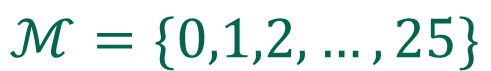 ℳ = {0,1,2, … , 25}